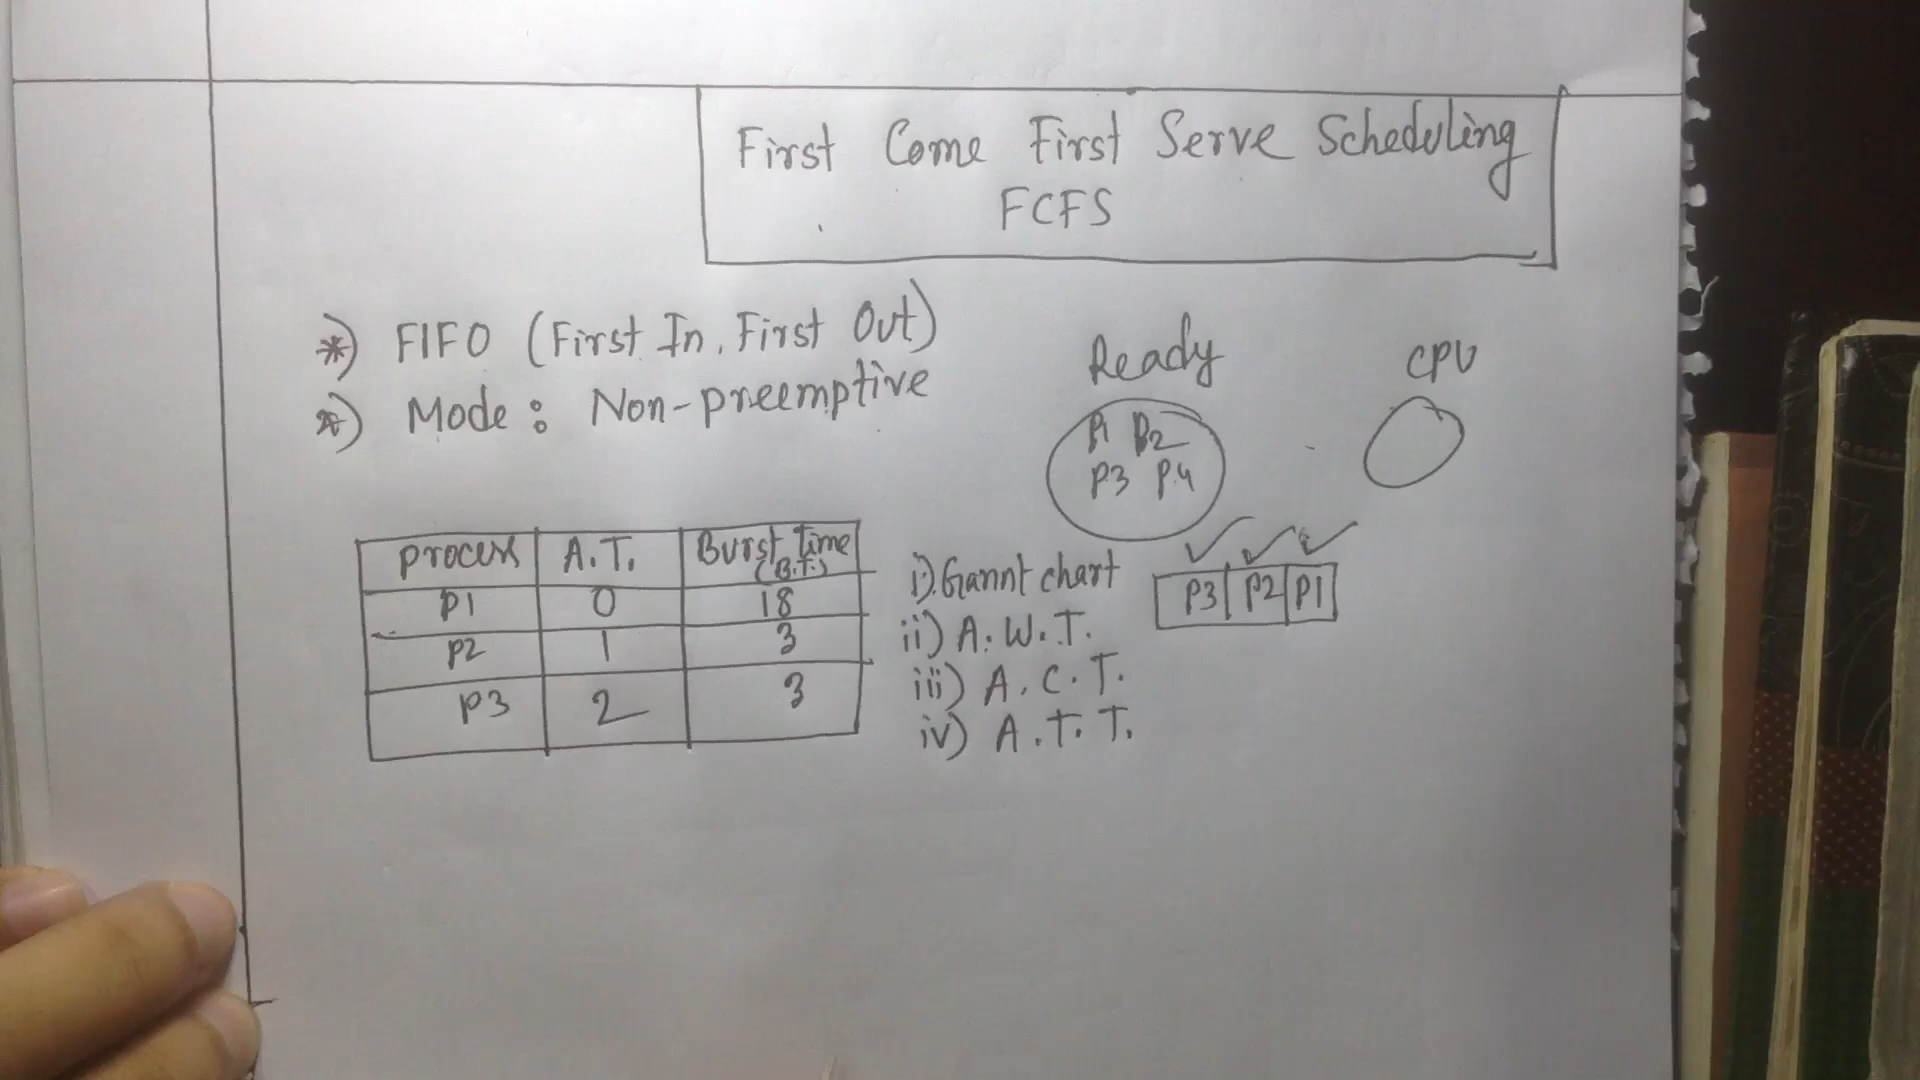 First Come First Serve Scheduling
FCFS
*) FIFO (First In, First Out)
*) Mode : Non-preemptive
Ready
CPU
P1 P2
P3 P4
process A.T. Burst Time
(B.T.)
P1 0 18
P2 1 3
P3 2 3
i) Gannt chart
ii) A. W. T.
iii) A. C. T.
iv) A. T. T.
P3 P2 P1